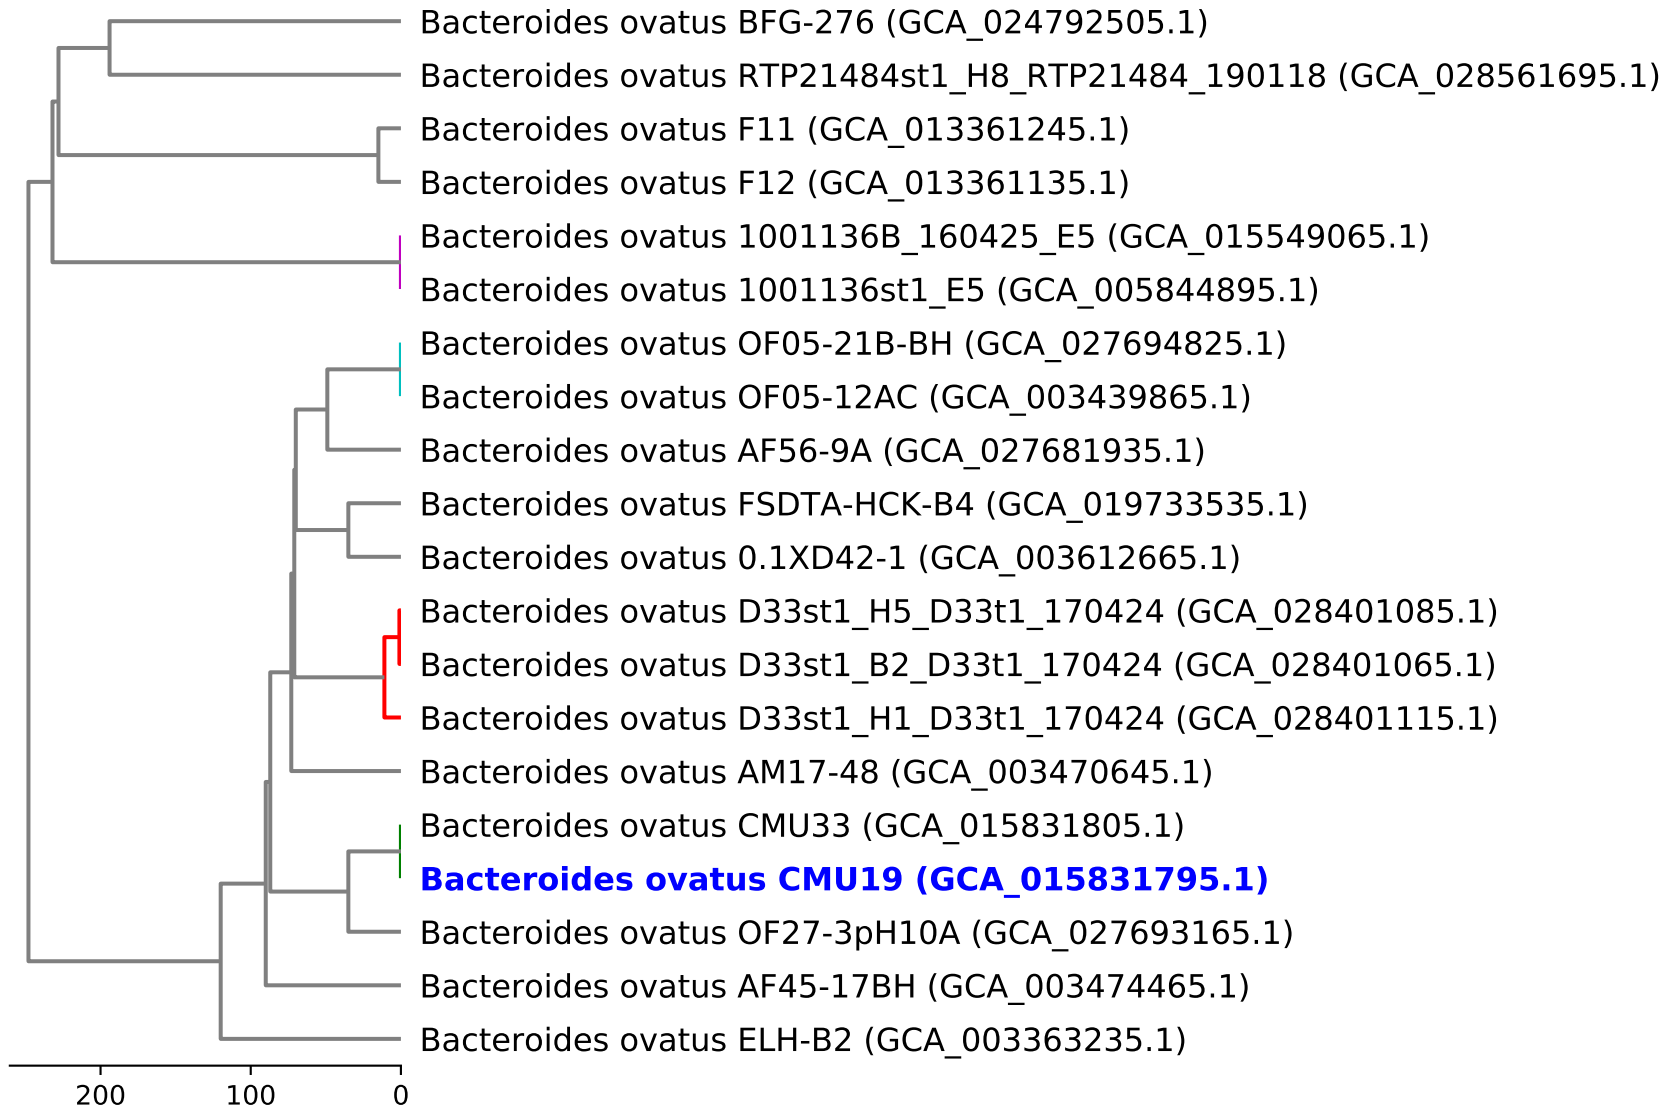 Bacteroides ovatus BFG-276 (GCA_024792505.1)
Bacteroides ovatus RTP21484st1_H8_RTP21484_190118 (GCA_028561695.1)
Bacteroides ovatus F11 (GCA_013361245.1)
Bacteroides ovatus F12 (GCA_013361135.1)
Bacteroides ovatus 1001136B_160425_E5 (GCA_015549065.1)
Bacteroides ovatus 1001136st1_E5 (GCA_005844895.1)
Bacteroides ovatus OF05-21B-BH (GCA_027694825.1)
Bacteroides ovatus OF05-12AC (GCA_003439865.1)
Bacteroides ovatus AF56-9A (GCA_027681935.1)
Bacteroides ovatus FSDTA-HCK-B4 (GCA_019733535.1)
Bacteroides ovatus 0.1XD42-1 (GCA_003612665.1)
Bacteroides ovatus D33st1_H5_D33t1_170424 (GCA_028401085.1)
Bacteroides ovatus D33st1_B2_D33t1_170424 (GCA_028401065.1)
Bacteroides ovatus D33st1_H1_D33t1_170424 (GCA_028401115.1)
Bacteroides ovatus AM17-48 (GCA_003470645.1)
Bacteroides ovatus CMU33 (GCA_015831805.1)
Bacteroides ovatus CMU19 (GCA_015831795.1)
Bacteroides ovatus OF27-3pH10A (GCA_027693165.1)
Bacteroides ovatus AF45-17BH (GCA_003474465.1)
Bacteroides ovatus ELH-B2 (GCA_003363235.1)
200 100 0